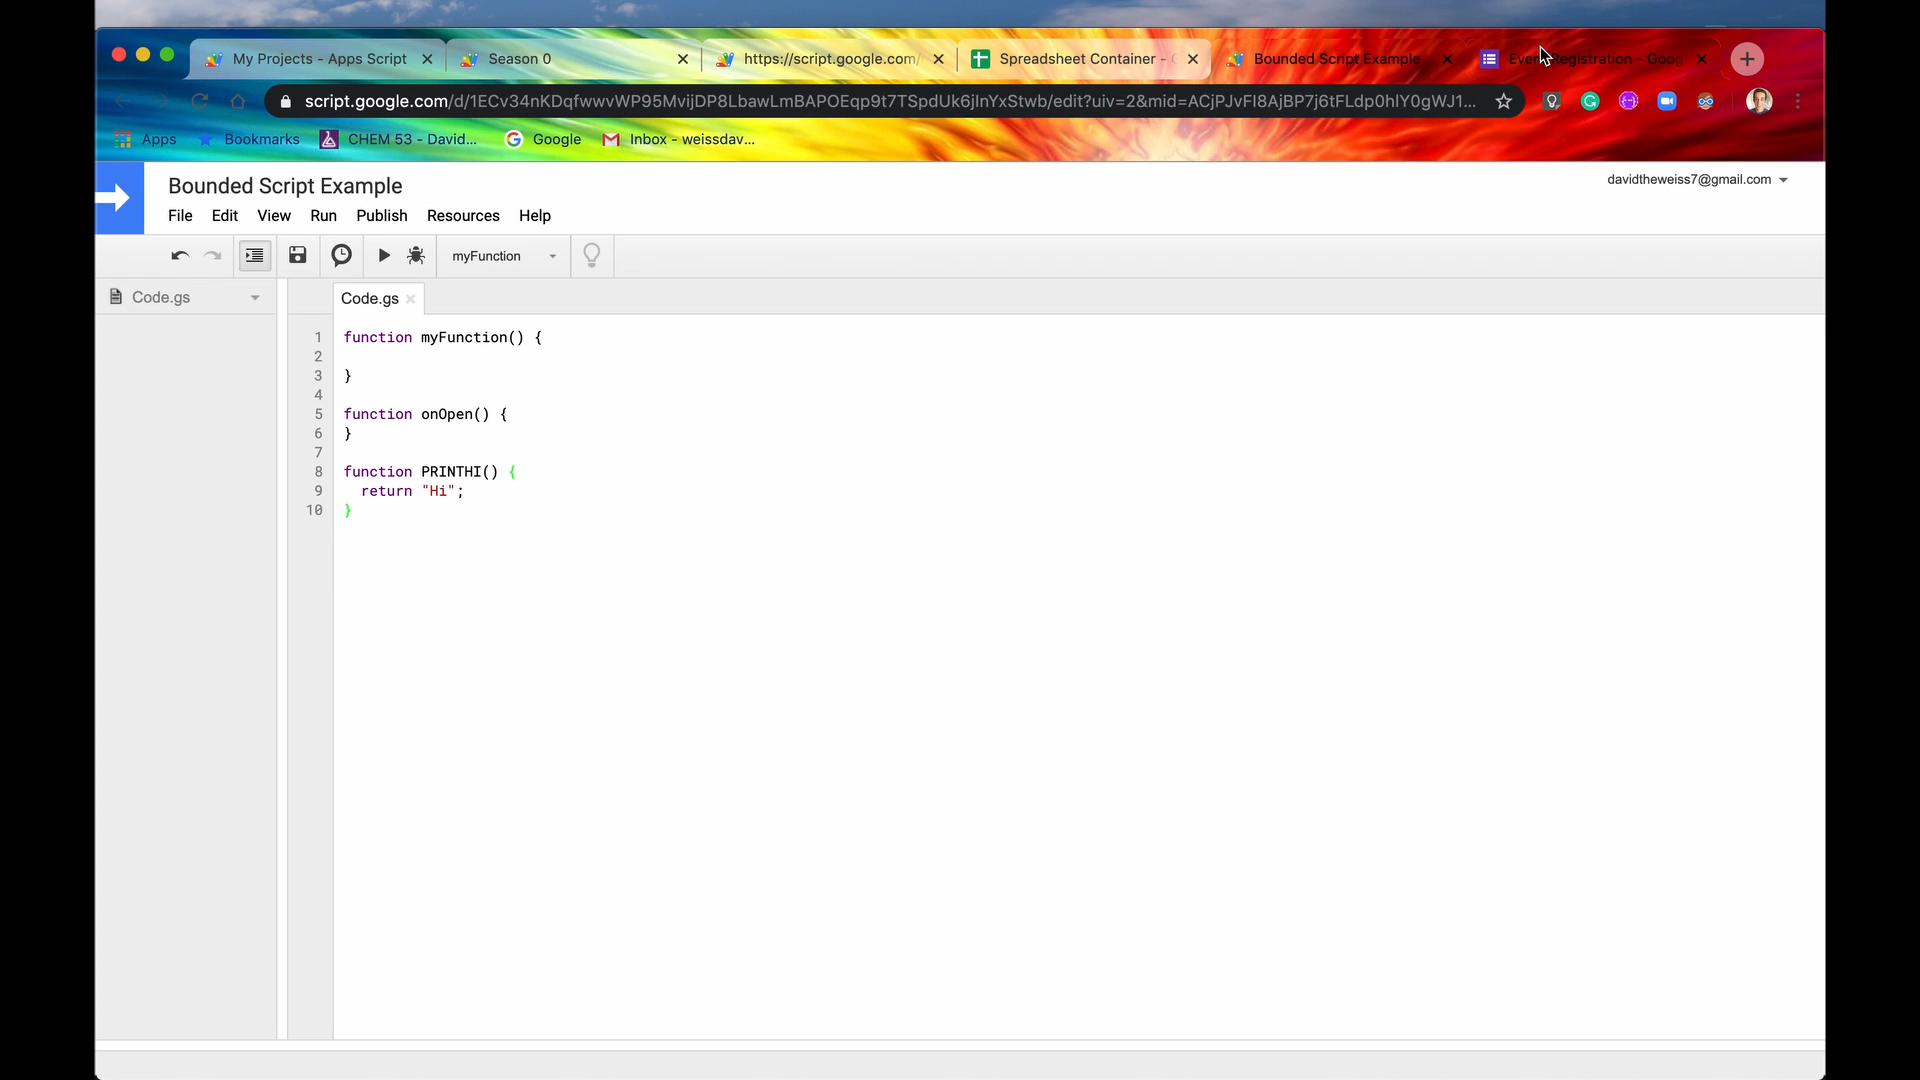 My Projects - Apps Script
Season 0
https://script.google.com/
Spreadsheet Container -
Bounded Script Example
Registration - Goog
script.google.com/d/1ECv34nKDqfwwvWP95MvijDP8LbawLmBAPOEqp9t7TSpdUk6jInYxStwb/edit?uiv=2&mid=ACjPJvFI8AjBP7j6tFLdp0hlY0gWJ1...
Apps
Bookmarks
CHEM 53 - David...
Google
Inbox - weissdav...
Bounded Script Example
davidtheweiss7@gmail.com
File Edit View Run Publish Resources Help
myFunction
Code.gs
Code.gs
1 function myFunction() {
2
3 }
4
5 function onOpen() {
6 }
7
8 function PRINTHI() {
9 return "Hi";
10 }